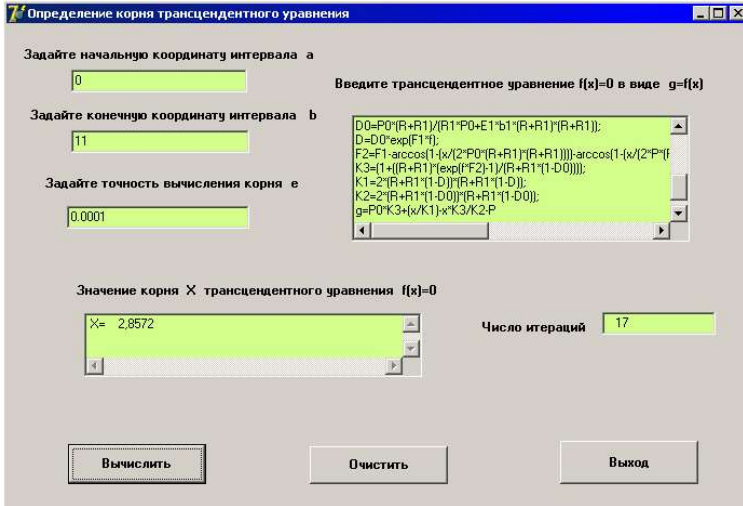 Определение корня трансцендентного уравнения
Задайте начальную координату интервала a
0
Введите трансцендентное уравнение f(x)=0 в виде g=f(x)
Задайте конечную координату интервала b
11
D0=P0*(R+R1)/(R1*P0+E1*b1*(R+R1)*(R+R1));
D=D0*exp(F1*f);
F2=F1-arccos(1-(x/(2*P0*(R+R1)*(R+R1))))-arccos(1-(x/(2*P*(F
K3=(1+((R+R1)*(exp(f*F2)-1)/(R+R1*(1-D0))));
K1=2*(R+R1*(1-D))*(R+R1*(1-D));
K2=2*(R+R1*(1-D0))*(R+R1*(1-D0));
g=P0*K3+(x/K1)-x*K3/K2-P
Задайте точность вычисления корня e
0.0001
Значение корня X трансцендентного уравнения f(x)=0
X= 2,8572
Число итераций
17
Вычислить
Очистить
Выход